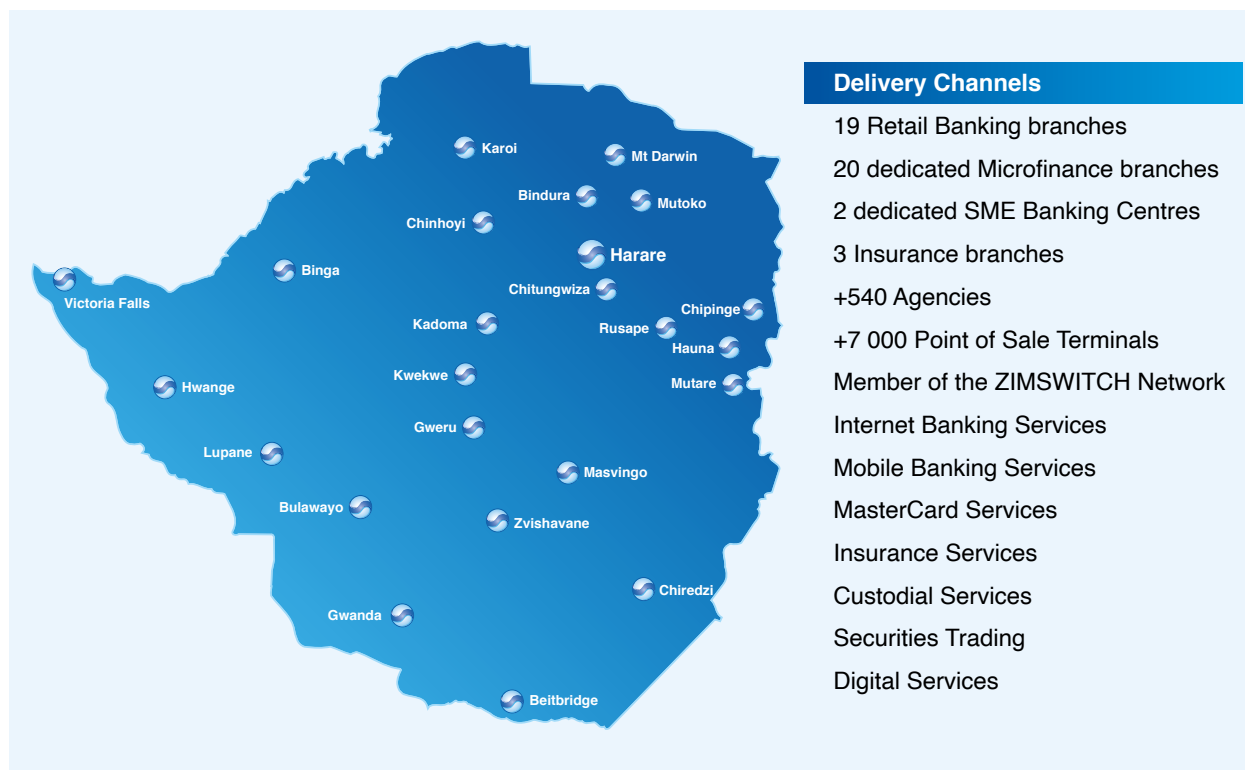 Karoi
Mt Darwin
Bindura
Mutoko
Chinhoyi
Harare
Binga
Chitungwiza
Victoria Falls
Chipinge
Kadoma
Rusape
Hauna
Kwekwe
Mutare
Hwange
Gweru
Lupane
Masvingo
Bulawayo
Zvishavane
Chiredzi
Gwanda
Beitbridge
Delivery Channels
19 Retail Banking branches
20 dedicated Microfinance branches
2 dedicated SME Banking Centres
3 Insurance branches
+540 Agencies
+7 000 Point of Sale Terminals
Member of the ZIMSWITCH Network
Internet Banking Services
Mobile Banking Services
MasterCard Services
Insurance Services
Custodial Services
Securities Trading
Digital Services